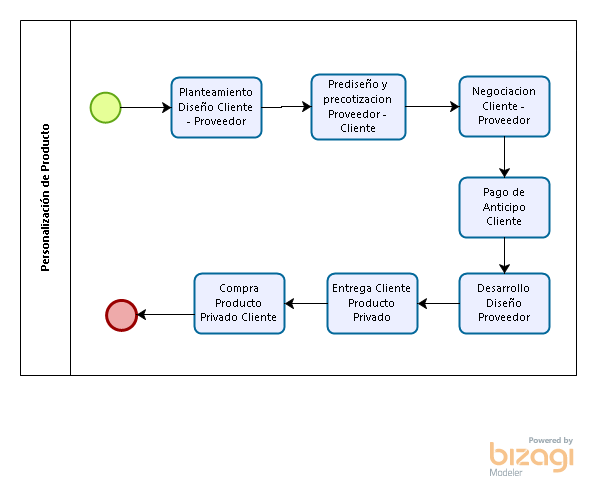 Personalización de Producto
Planteamiento
Diseño Cliente
- Proveedor
Prediseño y
precotizacion
Proveedor -
Cliente
Negociacion
Cliente -
Proveedor
Pago de
Anticipo
Cliente
Desarrollo
Diseño
Proveedor
Entrega Cliente
Producto
Privado
Compra
Producto
Privado Cliente
Powered by
bizagi
Modeler